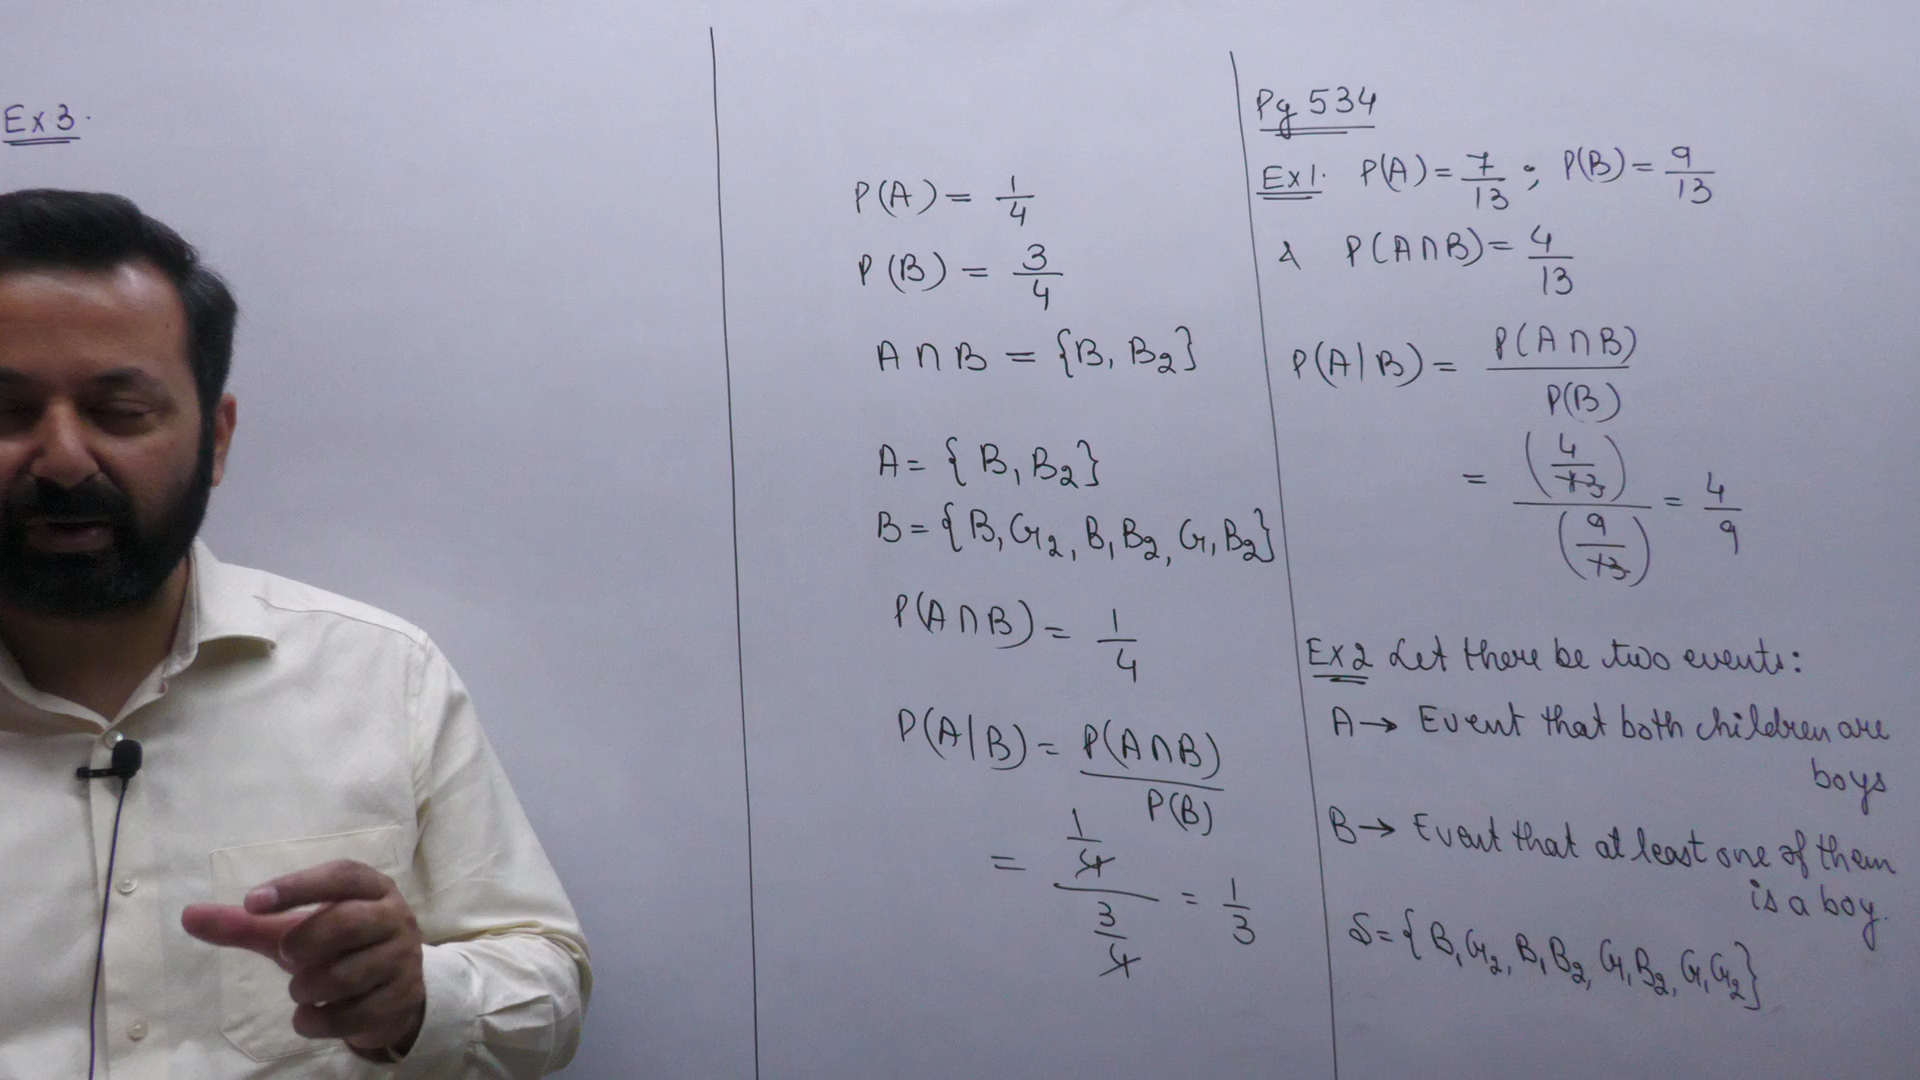 Ex 3.
P(A) = 1/4
P(B) = 3/4
A ∩ B = {B₁B₂}
A = {B₁B₂}
B = {B₁G₂, B₁B₂, G₁B₂}
P(A∩B) = 1/4
P(A|B) = P(A∩B)/P(B)
= (1/4)/(3/4) = 1/3
Pg 534
Ex 1. P(A) = 7/13 ; P(B) = 9/13
& P(A∩B) = 4/13
P(A|B) = P(A∩B)/P(B)
= (4/13)/(9/13) = 4/9
Ex 2 Let there be two events:
A → Event that both children are
boys
B → Event that at least one of them
is a boy.
S = {B₁G₂, B₁B₂, G₁B₂, G₁G₂}